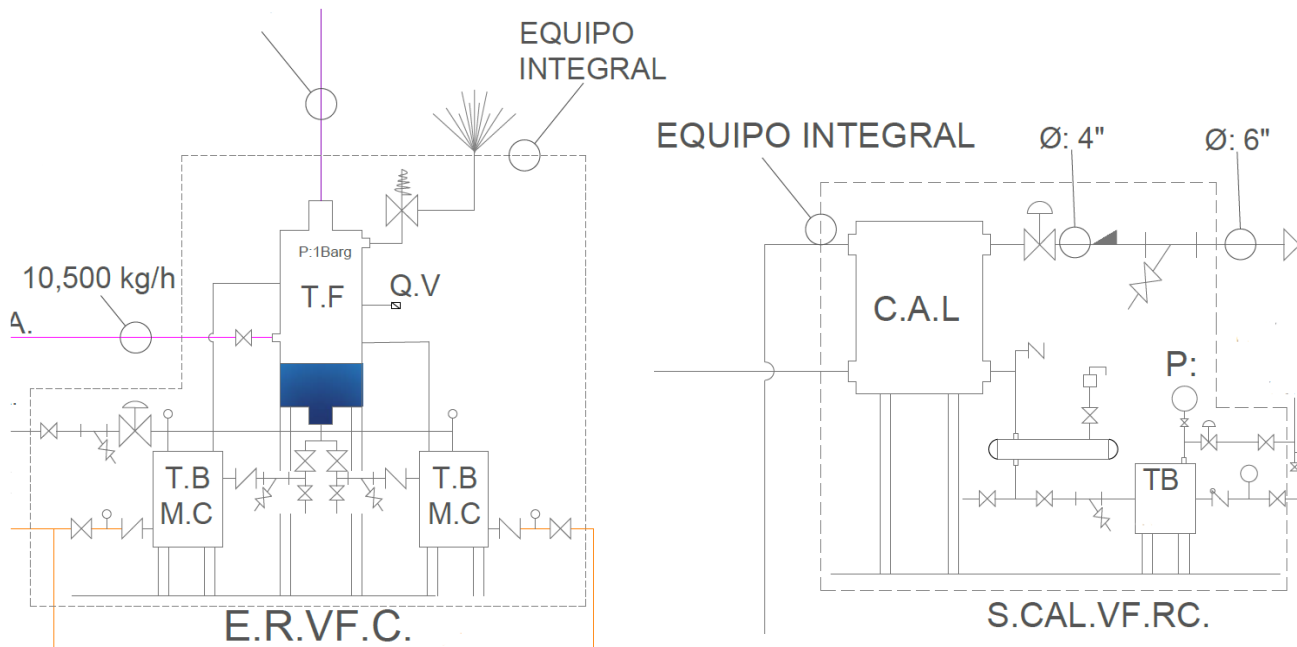 EQUIPO
INTEGRAL
P:1Barg
T.F
Q.V
10,500 kg/h
A.
T.B
M.C
T.B
M.C
E.R.VF.C.
EQUIPO INTEGRAL
Ø: 4"
Ø: 6"
C.A.L
P:
TB
S.CAL.VF.RC.